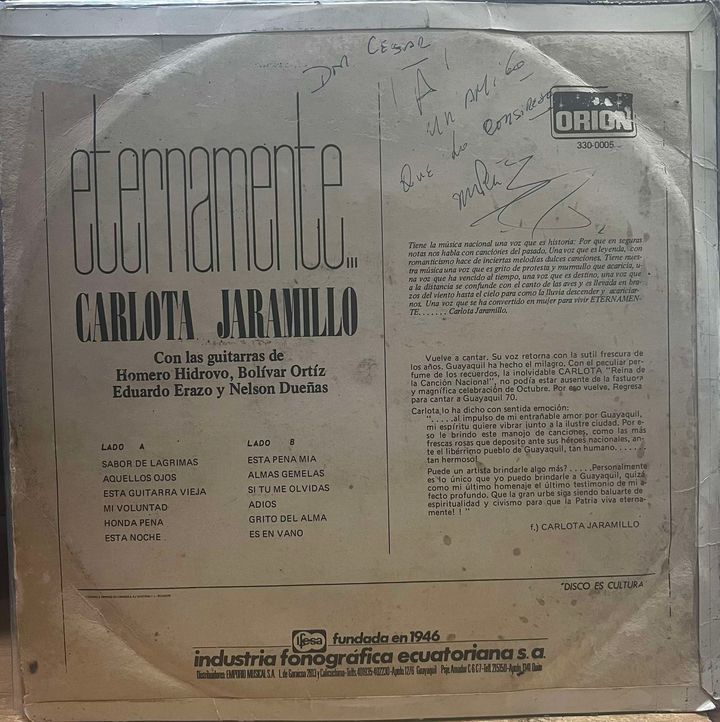 Don Cesar
A
un amigo
Que lo considero
ORION
330-0005
eternamente...
CARLOTA JARAMILLO
Con las guitarras de
Homero Hidrovo, Bolívar Ortíz
Eduardo Erazo y Nelson Dueñas
LADO A
SABOR DE LAGRIMAS
AQUELLOS OJOS
ESTA GUITARRA VIEJA
MI VOLUNTAD
HONDA PENA
ESTA NOCHE
LADO B
ESTA PENA MIA
ALMAS GEMELAS
SI TU ME OLVIDAS
ADIOS
GRITO DEL ALMA
ES EN VANO
Tiene la música nacional una voz que es historia: Por que en seguras
notas nos habla con canciones del pasado, Una voz que es leyenda, con
romanticismo hace de inciertas melodías dulces canciones. Tiene nues-
tra música una voz que es grito de protesta y murmullo que acaricia, u-
na voz que ha vencido al tiempo, una voz que es destino, una voz que
a la distancia se confunde con el canto de las aves y es llevada en bra-
zos del viento hasta el cielo para como la lluvia descender y acariciar-
nos. Una voz que se ha convertido en mujer para vivir ETERNAMEN-
TE....... Carlota Jaramillo.
Vuelve a cantar. Su voz retorna con la sutil frescura de
los años. Guayaquil ha hecho el milagro. Con el peculiar per-
fume de los recuerdos, la inolvidable CARLOTA "Reina de
la Canción Nacional", no podía estar ausente de la fastuosa
y magnífica celebración de Octubre. Por eso vuelve. Regresa
para cantar a Guayaquil 70.
Carlota lo ha dicho con sentida emoción:
".....al impulso de mi entrañable amor por Guayaquil,
mi espíritu quiere vibrar junto a la ilustre ciudad. Por e-
so le brindo este manojo de canciones, como las más
frescas rosas que deposito ante sus héroes nacionales, an-
te el libérrimo pueblo de Guayaquil, tan humano......
tan hermoso!
Puede un artista brindarle algo más? .....Personalmente
es lo único que yo puedo brindarle a Guayaquil, quizá
como mi último homenaje el último testimonio de mi a-
fecto profundo. Que la gran urbe siga siendo baluarte de
espiritualidad y civismo para que la Patria viva eterna-
mente! ! "
f.) CARLOTA JARAMILLO
"DISCO ES CULTURA
ifesa fundada en 1946
industria fonográfica ecuatoriana s.a.
Distribuidores: EMPORIO MUSICAL S.A.